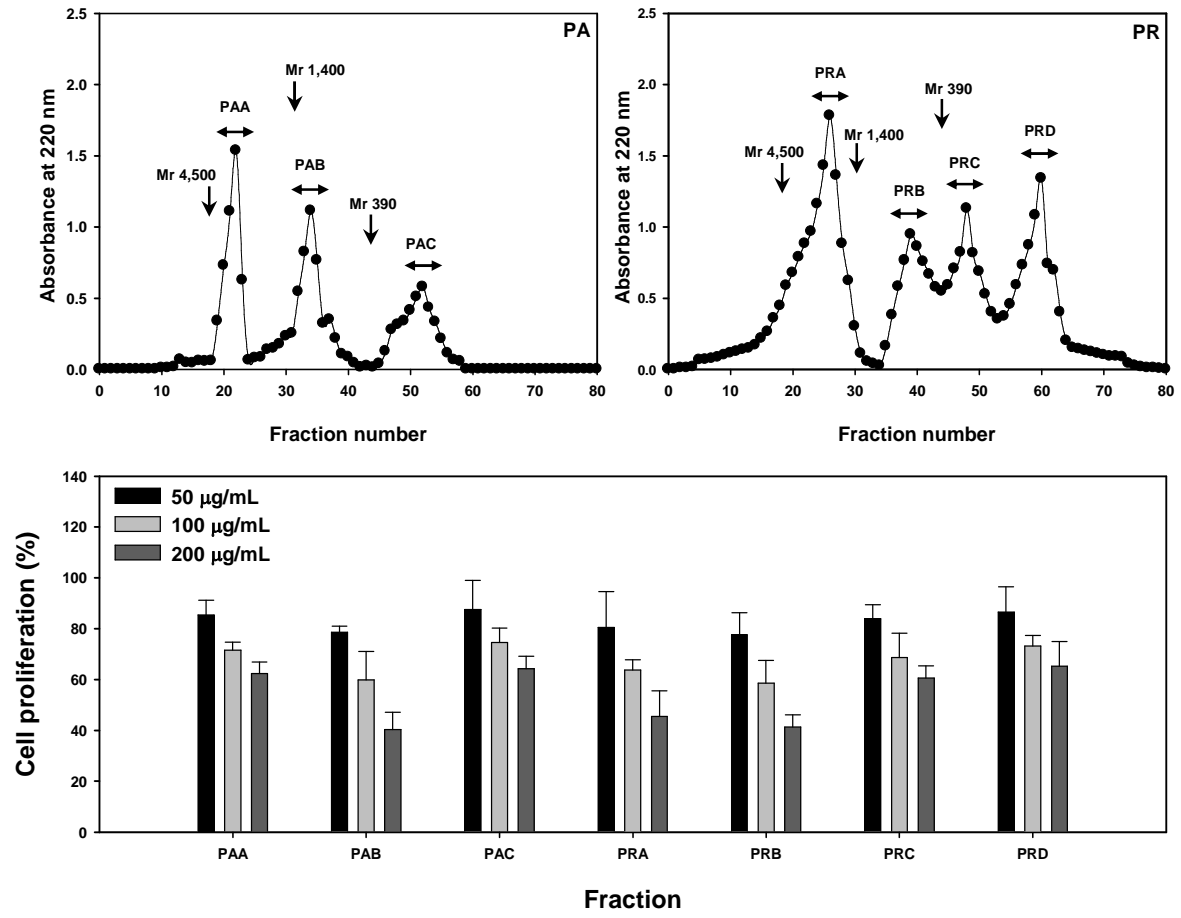 PA
2.5
2.0
1.5
1.0
0.5
0.0
Absorbance at 220 nm
Mr 1,400
PAA
Mr 4,500
PAB
Mr 390
PAC
0 10 20 30 40 50 60 70 80
Fraction number
PR
2.5
2.0
1.5
1.0
0.5
0.0
Absorbance at 220 nm
PRA
Mr 390
Mr 1,400
Mr 4,500
PRD
PRC
PRB
0 10 20 30 40 50 60 70 80
Fraction number
140
120
100
80
60
40
20
0
Cell proliferation (%)
50 μg/mL
100 μg/mL
200 μg/mL
PAA PAB PAC PRA PRB PRC PRD
Fraction